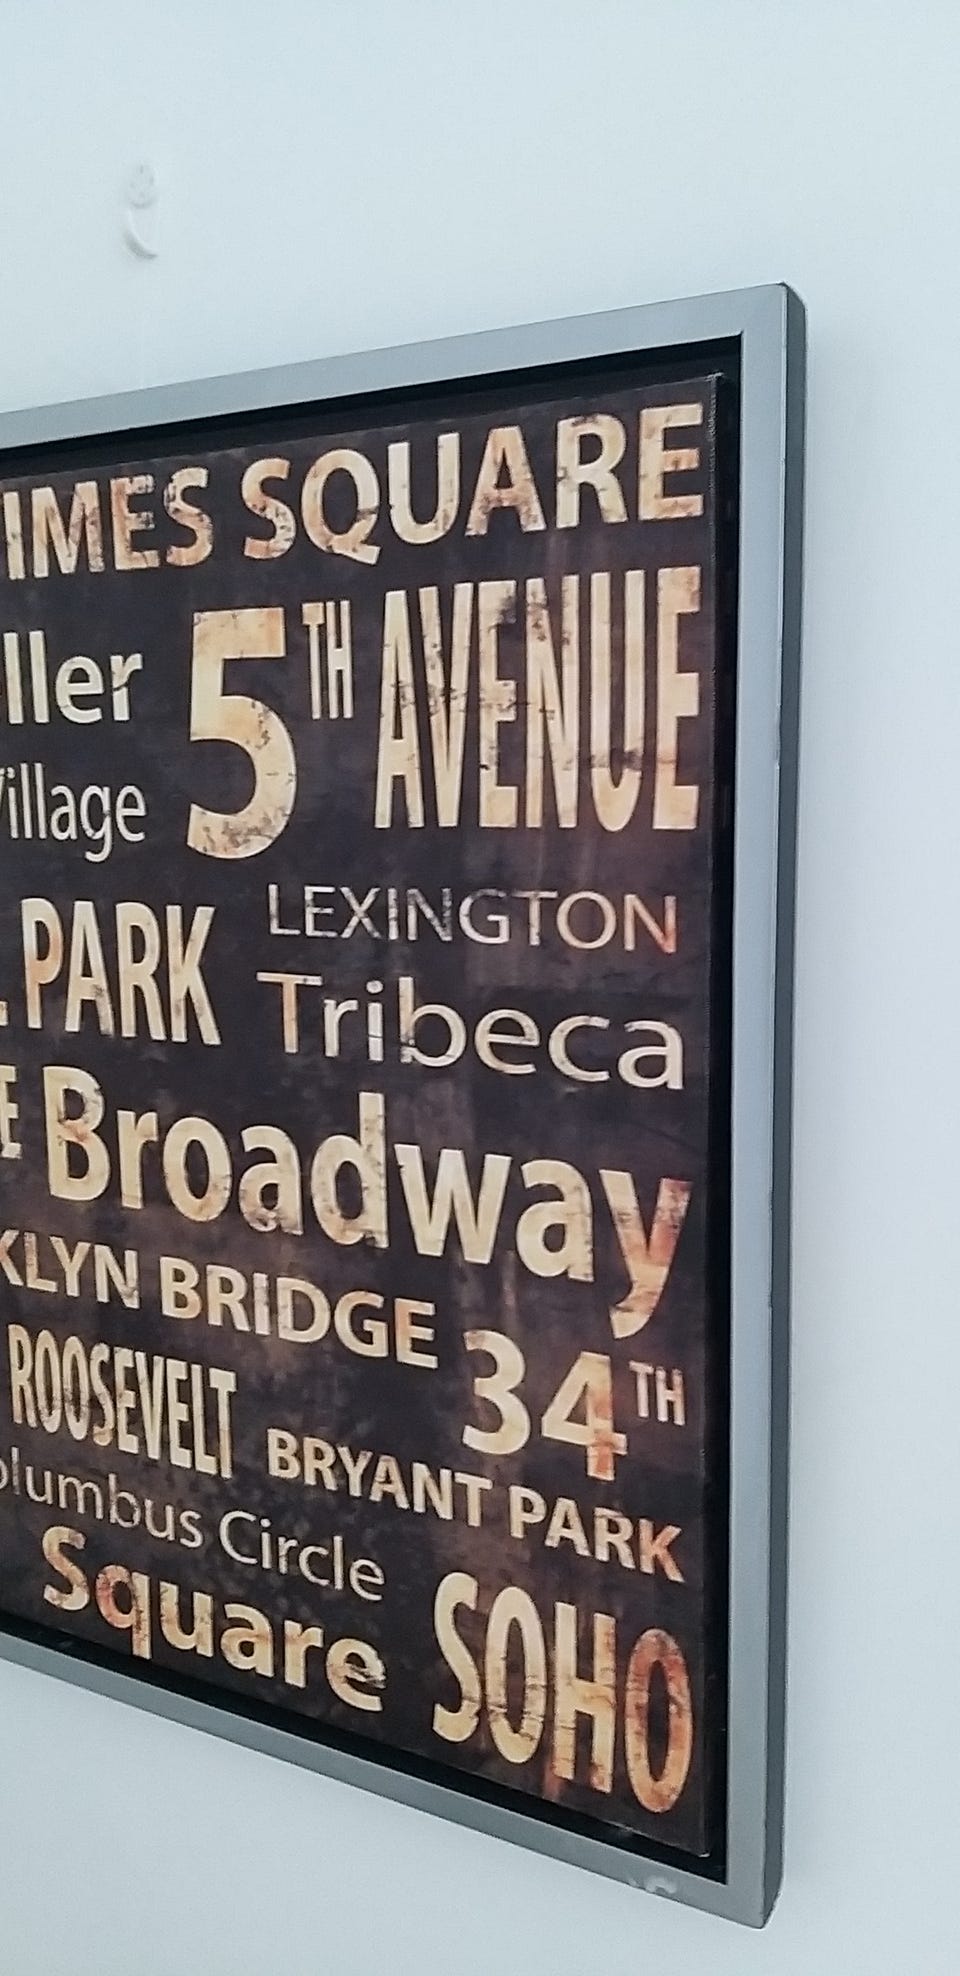 TIMES SQUARE
ller 5TH AVENUE
Village
PARK LEXINGTON
Tribeca
E Broadway
KLYN BRIDGE 34TH
ROOSEVELT BRYANT PARK
olumbus Circle
Square SOHO